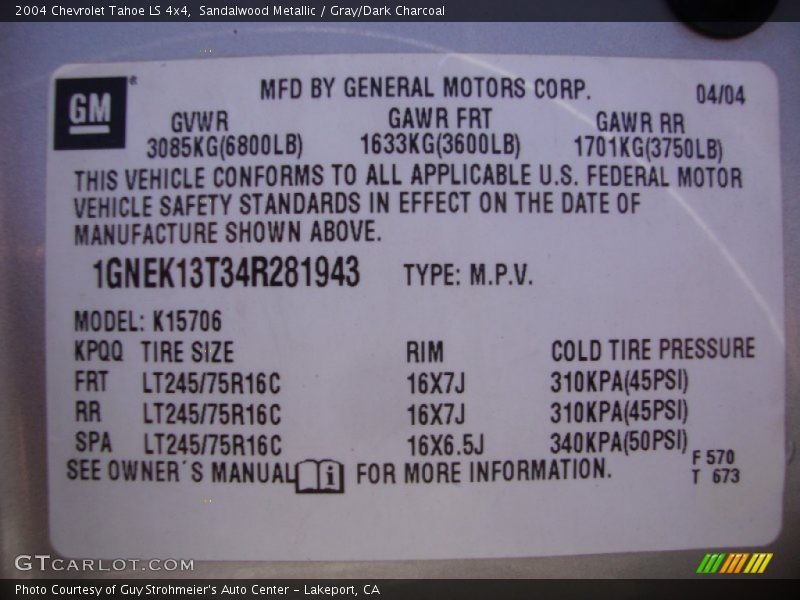 2004 Chevrolet Tahoe LS 4x4, Sandalwood Metallic / Gray/Dark Charcoal
GM ® MFD BY GENERAL MOTORS CORP. 04/04
GVWR GAWR FRT GAWR RR
3085KG(6800LB) 1633KG(3600LB) 1701KG(3750LB)
THIS VEHICLE CONFORMS TO ALL APPLICABLE U.S. FEDERAL MOTOR
VEHICLE SAFETY STANDARDS IN EFFECT ON THE DATE OF
MANUFACTURE SHOWN ABOVE.
1GNEK13T34R281943 TYPE: M.P.V.
MODEL: K15706
KPQQ TIRE SIZE RIM COLD TIRE PRESSURE
FRT LT245/75R16C 16X7J 310KPA(45PSI)
RR LT245/75R16C 16X7J 310KPA(45PSI)
SPA LT245/75R16C 16X6.5J 340KPA(50PSI)
SEE OWNER´S MANUAL i FOR MORE INFORMATION.
F 570
T 673
GTCARLOT.COM
Photo Courtesy of Guy Strohmeier's Auto Center - Lakeport, CA